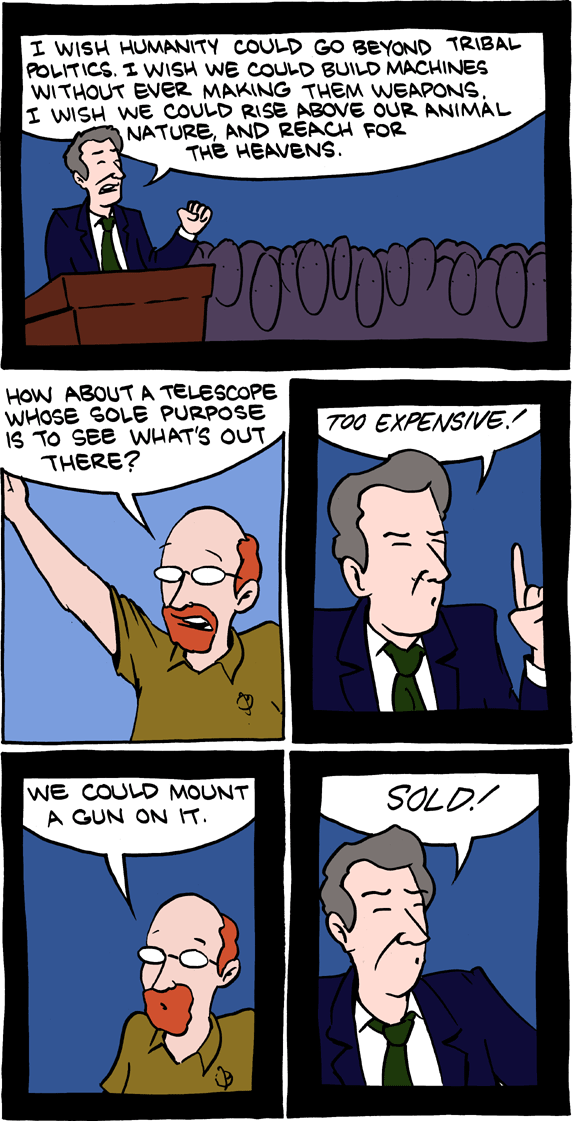 I WISH HUMANITY COULD GO BEYOND TRIBAL
POLITICS. I WISH WE COULD BUILD MACHINES
WITHOUT EVER MAKING THEM WEAPONS.
I WISH WE COULD RISE ABOVE OUR ANIMAL
NATURE, AND REACH FOR
THE HEAVENS.
HOW ABOUT A TELESCOPE
WHOSE SOLE PURPOSE
IS TO SEE WHAT'S OUT
THERE?
TOO EXPENSIVE!
WE COULD MOUNT
A GUN ON IT.
SOLD!